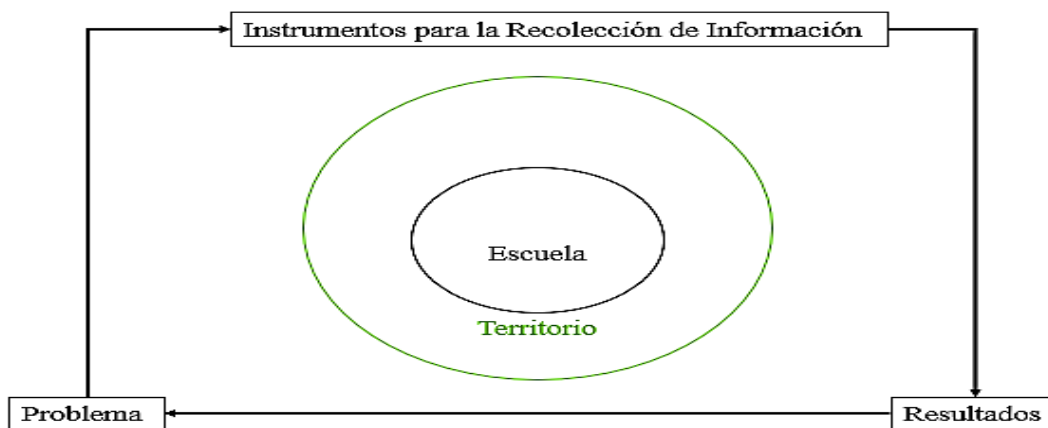 Instrumentos para la Recolección de Información
Escuela
Territorio
Problema
Resultados